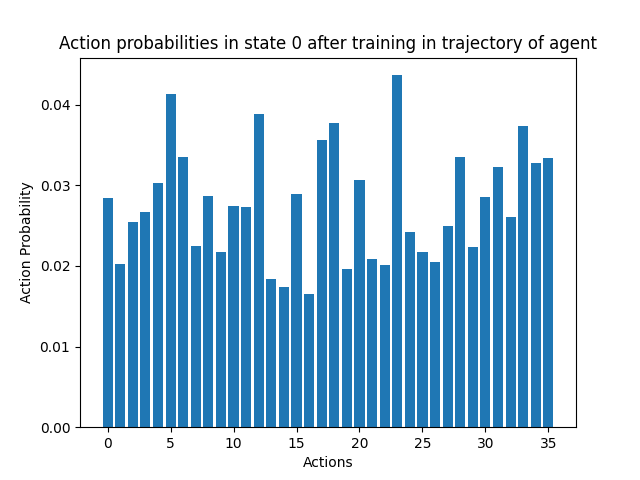 Action probabilities in state 0 after training in trajectory of agent
0.04
0.03
0.02
0.01
0.00
Action Probability
0 5 10 15 20 25 30 35
Actions